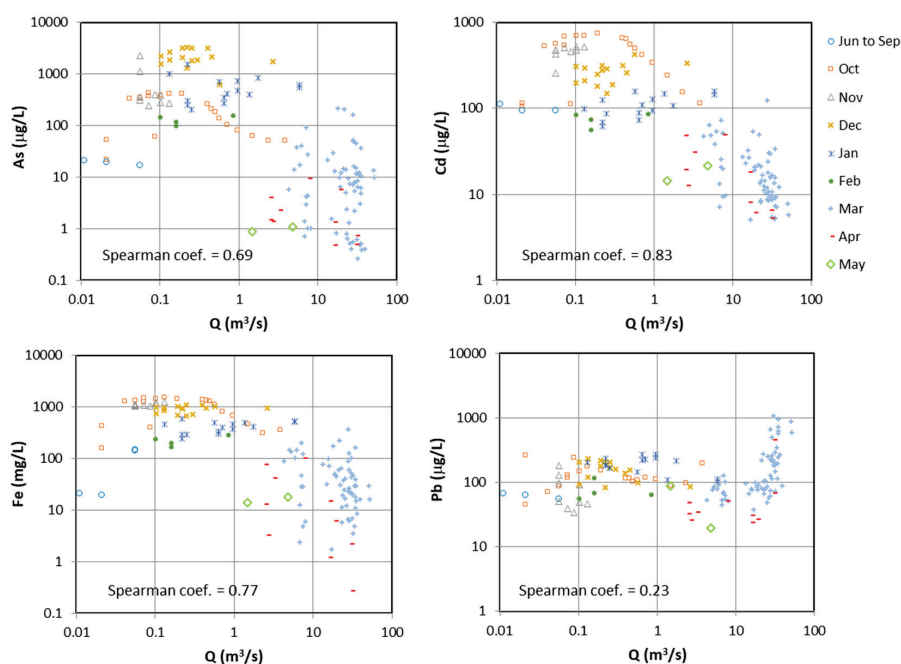 10000
1000
100
10
1
0.1
As (µg/L)
Spearman coef. = 0.69
0.01
0.1
1
10
100
Q (m³/s)
1000
100
10
1
Cd (µg/L)
Spearman coef. = 0.83
0.01
0.1
1
10
100
Q (m³/s)
Jun to Sep
Oct
Nov
Dec
Jan
Feb
Mar
Apr
May
10000
1000
100
10
1
0.1
Fe (mg/L)
Spearman coef. = 0.77
0.01
0.1
1
10
100
Q (m³/s)
10000
1000
100
10
1
Pb (µg/L)
Spearman coef. = 0.23
0.01
0.1
1
10
100
Q (m³/s)